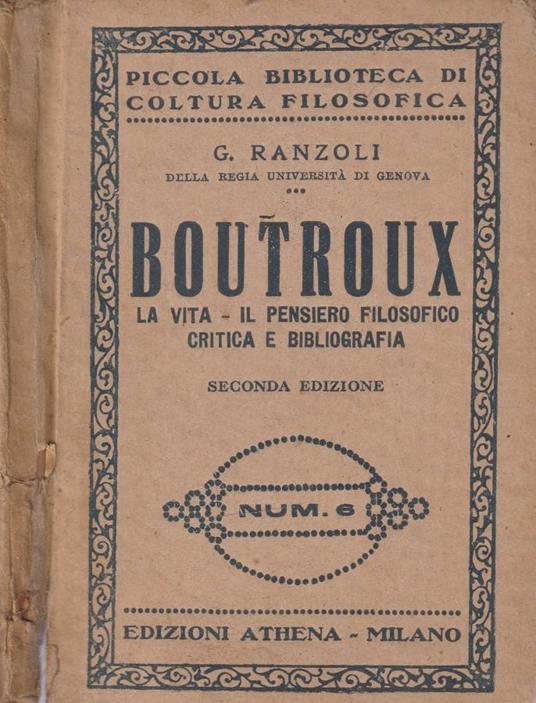 PICCOLA BIBLIOTECA DI
COLTURA FILOSOFICA
G. RANZOLI
DELLA REGIA UNIVERSITÀ DI GENOVA
BOUTROUX
LA VITA - IL PENSIERO FILOSOFICO
CRITICA E BIBLIOGRAFIA
SECONDA EDIZIONE
NUM. 6
EDIZIONI ATHENA - MILANO